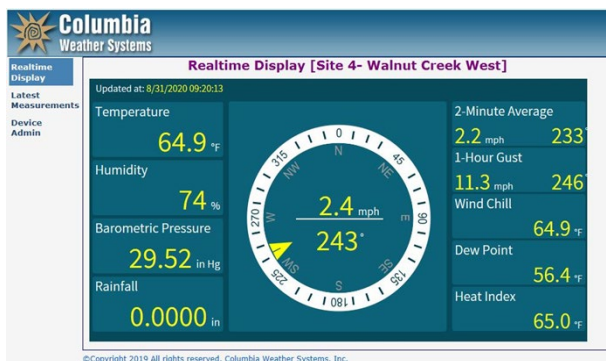 Columbia
Weather Systems
Realtime
Display
Latest
Measurements
Device
Admin
Realtime Display [Site 4- Walnut Creek West]
Updated at: 8/31/2020 09:20:13
Temperature
64.9 °F
Humidity
74 %
Barometric Pressure
29.52 in Hg
Rainfall
0.0000 in
0
45
90
135
180
225
270
315
N
NE
E
SE
S
SW
W
NW
2.4 mph
243°
2-Minute Average
2.2 mph 233°
1-Hour Gust
11.3 mph 246°
Wind Chill
64.9 °F
Dew Point
56.4 °F
Heat Index
65.0 °F
©Copyright 2019 All rights reserved. Columbia Weather Systems, Inc.